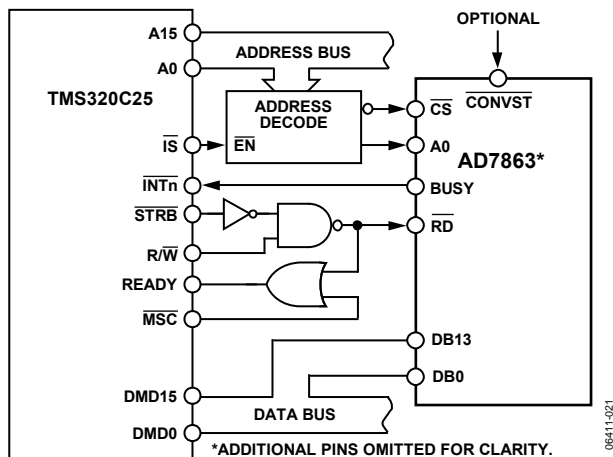 OPTIONAL
A15
ADDRESS BUS
A0
TMS320C25
ADDRESS
DECODE
CS
CONVST
IS
EN
A0
AD7863*
INTn
BUSY
STRB
RD
R/W
READY
MSC
DB13
DB0
DMD15
DATA BUS
DMD0
*ADDITIONAL PINS OMITTED FOR CLARITY.
06411-021